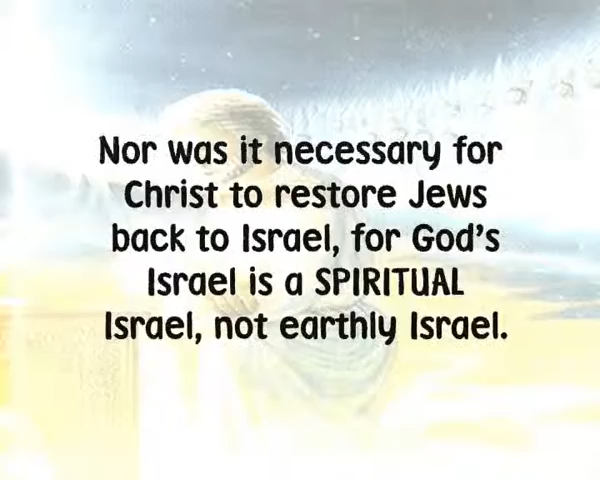 Nor was it necessary for
Christ to restore Jews
back to Israel, for God's
Israel is a SPIRITUAL
Israel, not earthly Israel.